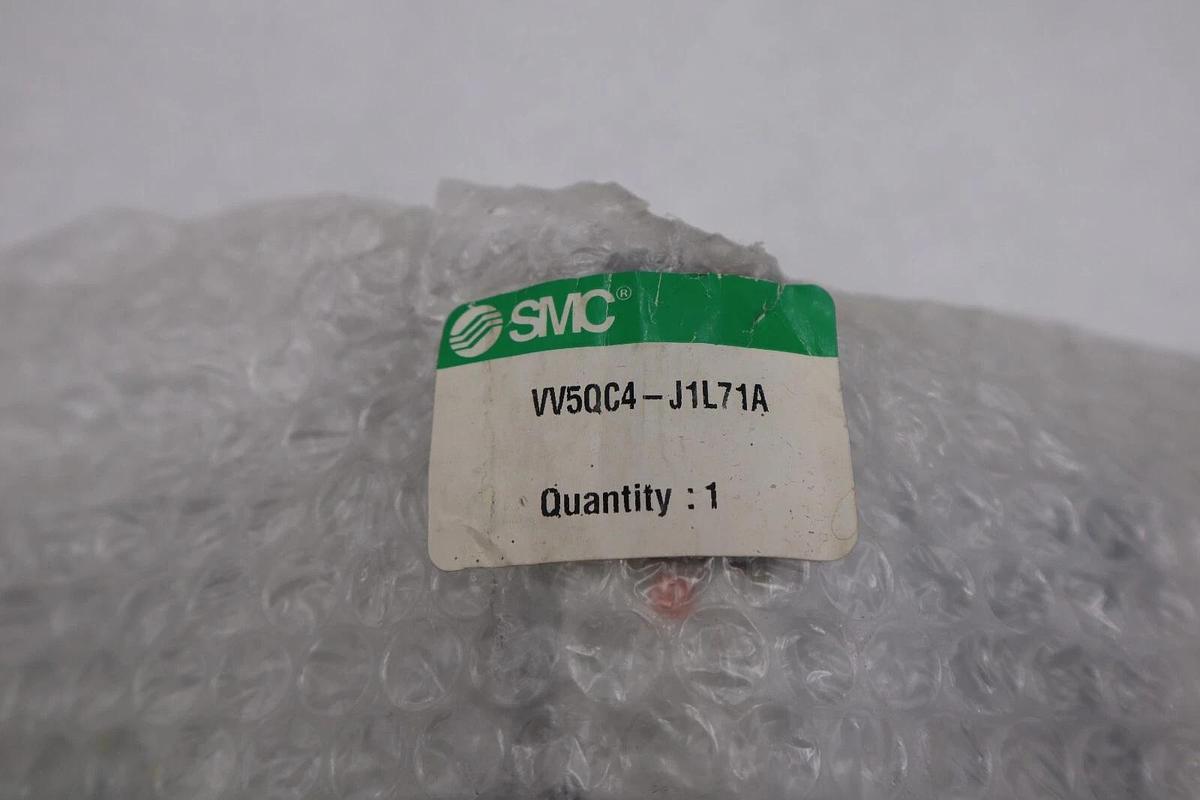 SMC®
VV5QC4-J1L71A
Quantity : 1